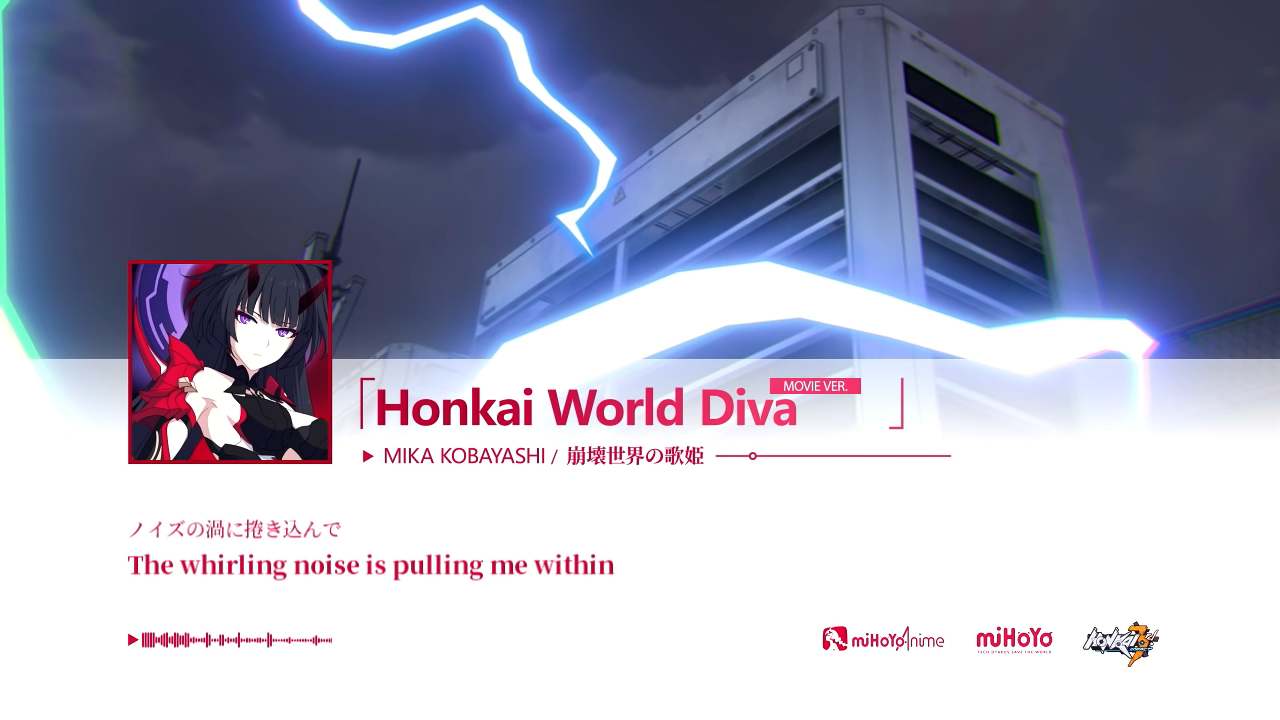 MOVIE VER.
Honkai World Diva
MIKA KOBAYASHI / 崩壊世界の歌姫
ノイズの渦に捲き込んで
The whirling noise is pulling me within
miHoYo Anime
miHoYo
TECH OTAKUS SAVE THE WORLD
HONKAI 3rd